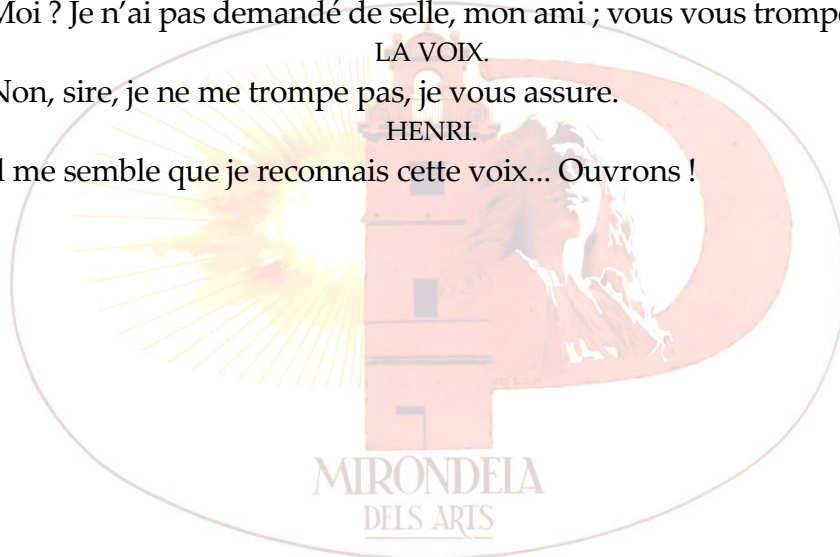 Moi ? Je n’ai pas demandé de selle, mon ami ; vous vous trompe
LA VOIX.
Non, sire, je ne me trompe pas, je vous assure.
HENRI.
l me semble que je reconnais cette voix... Ouvrons !
MIRONDELA
DELS ARTS